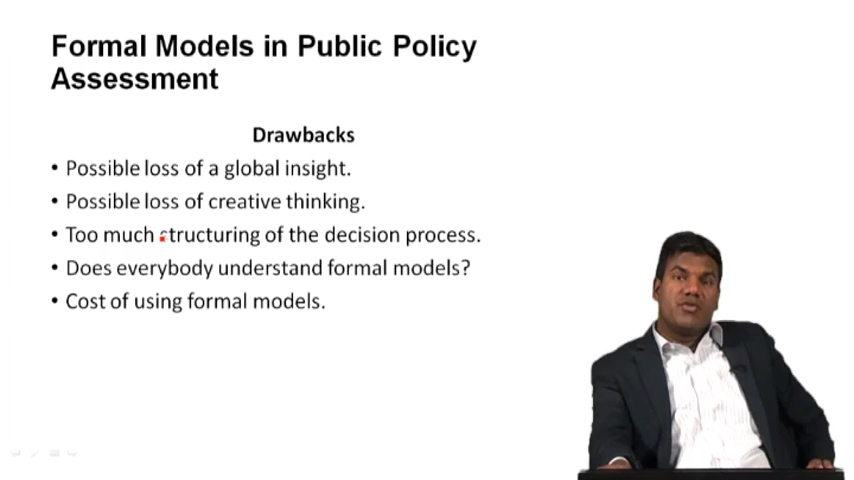 Formal Models in Public Policy
Assessment
Drawbacks
• Possible loss of a global insight.
• Possible loss of creative thinking.
• Too much structuring of the decision process.
• Does everybody understand formal models?
• Cost of using formal models.